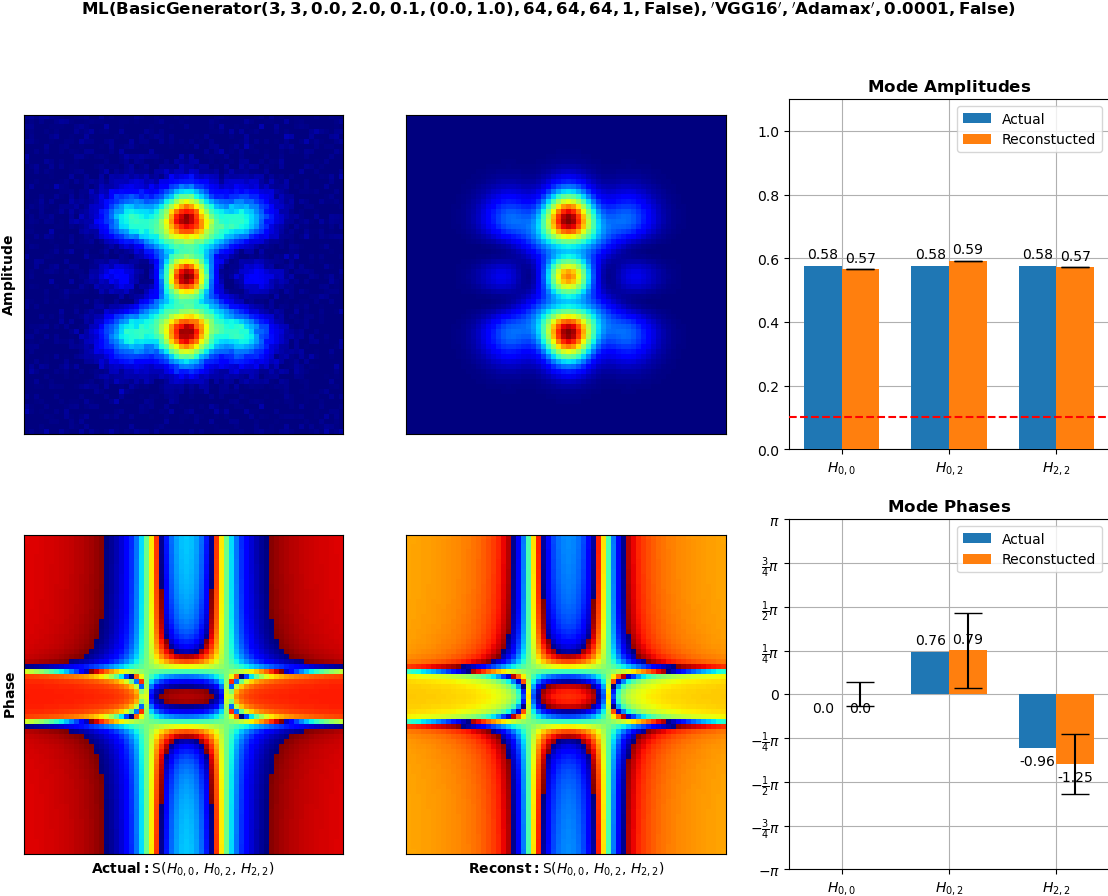 ML(BasicGenerator(3, 3, 0.0, 2.0, 0.1, (0.0, 1.0), 64, 64, 64, 1, False), ′VGG16′, ′Adamax′, 0.0001, False)
Amplitude
Mode Amplitudes
Actual
Reconstucted
1.0
0.8
0.6
0.4
0.2
0.0
0.58
0.57
0.58
0.59
0.58
0.57
H0,0
H0,2
H2,2
Phase
Actual: S(H0,0, H0,2, H2,2)
Reconst: S(H0,0, H0,2, H2,2)
Mode Phases
Actual
Reconstucted
π
3/4π
1/2π
1/4π
0
−1/4π
−1/2π
−3/4π
−π
0.0
0.0
0.76
0.79
-0.96
-1.25
H0,0
H0,2
H2,2